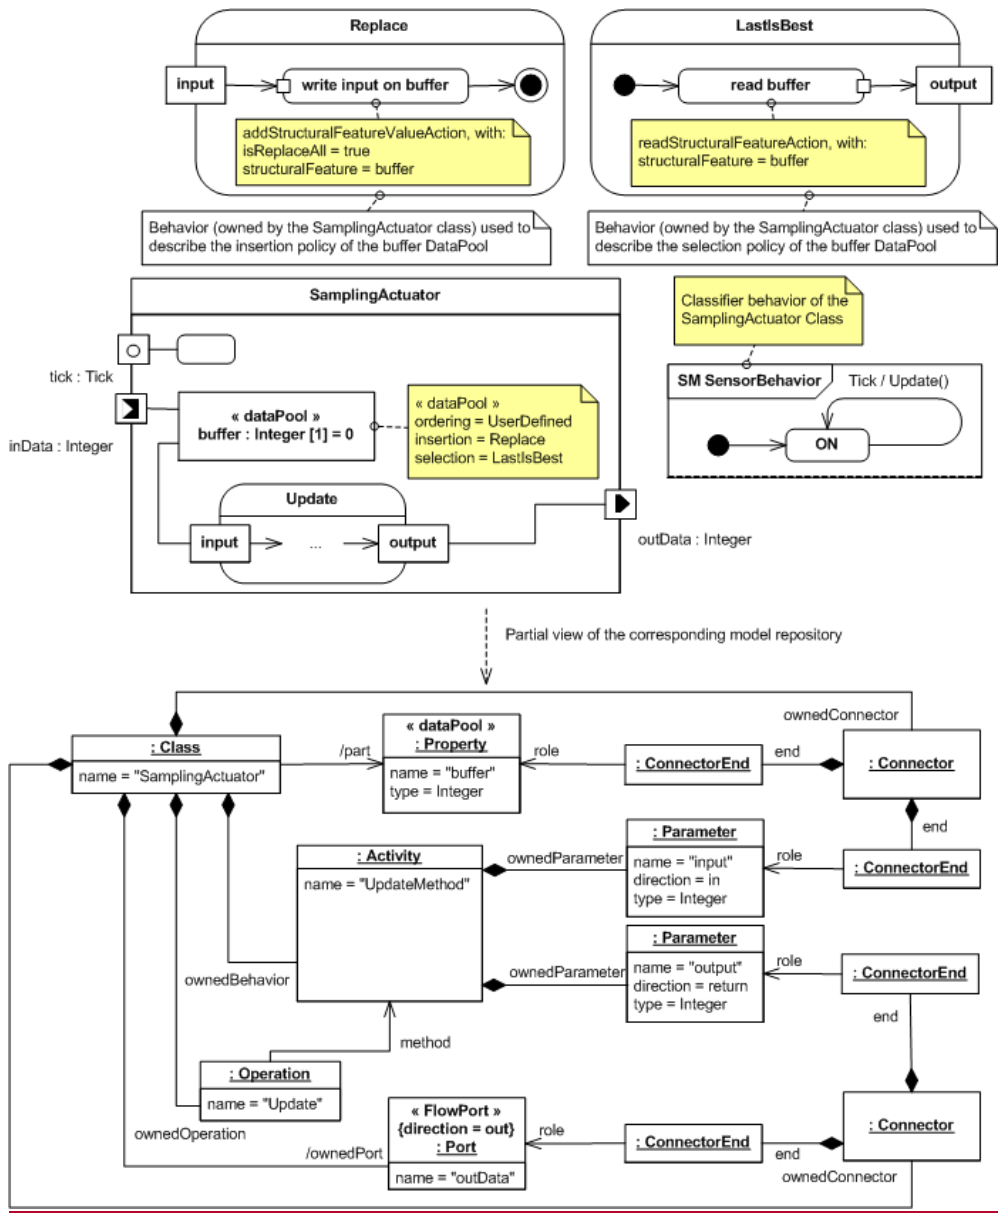 Replace
input
write input on buffer
addStructuralFeatureValueAction, with:
isReplaceAll = true
structuralFeature = buffer
Behavior (owned by the SamplingActuator class) used to
describe the insertion policy of the buffer DataPool
LastIsBest
read buffer
output
readStructuralFeatureAction, with:
structuralFeature = buffer
Behavior (owned by the SamplingActuator class) used to
describe the selection policy of the buffer DataPool
SamplingActuator
tick : Tick
inData : Integer
« dataPool »
buffer : Integer [1] = 0
« dataPool »
ordering = UserDefined
insertion = Replace
selection = LastIsBest
Update
input
...
output
outData : Integer
Classifier behavior of the
SamplingActuator Class
SM SensorBehavior
Tick / Update()
ON
Partial view of the corresponding model repository
ownedConnector
: Class
name = "SamplingActuator"
/part
« dataPool »
: Property
name = "buffer"
type = Integer
role
: ConnectorEnd
end
: Connector
end
: Activity
name = "UpdateMethod"
ownedParameter
: Parameter
name = "input"
direction = in
type = Integer
role
: ConnectorEnd
ownedBehavior
ownedParameter
: Parameter
name = "output"
direction = return
type = Integer
role
: ConnectorEnd
end
method
: Operation
name = "Update"
ownedOperation
/ownedPort
« FlowPort »
{direction = out}
: Port
name = "outData"
role
: ConnectorEnd
end
: Connector
ownedConnector